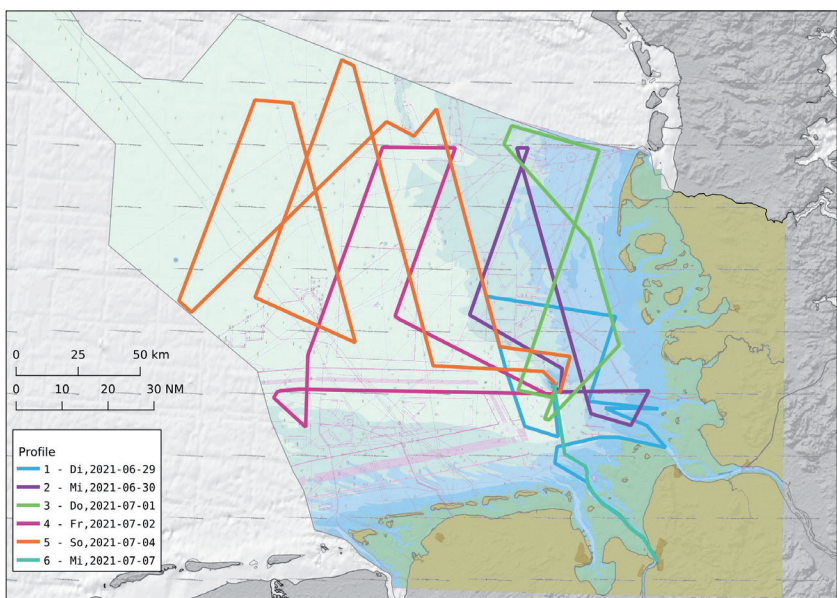 0 25 50 km
0 10 20 30 NM
Profile
1 - Di,2021-06-29
2 - Mi,2021-06-30
3 - Do,2021-07-01
4 - Fr,2021-07-02
5 - So,2021-07-04
6 - Mi,2021-07-07